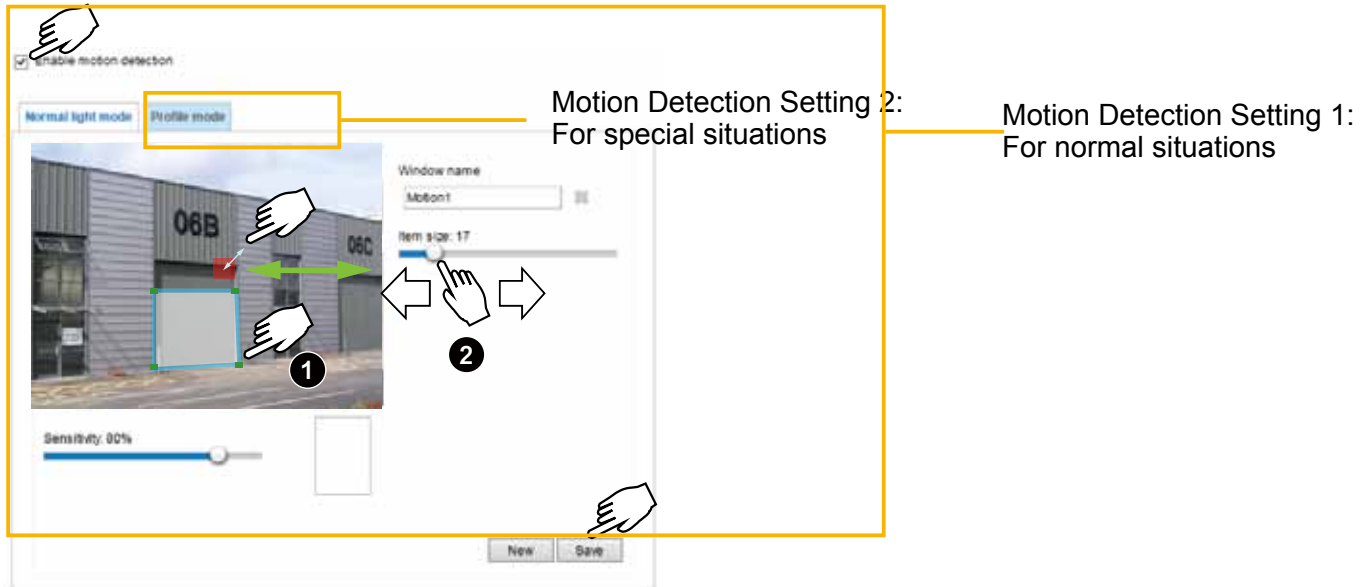 Enable motion detection
Normal light mode
Profile mode
Motion Detection Setting 2:
For special situations
Motion Detection Setting 1:
For normal situations
Window name
Motion1
06B
06C
Item size: 17
1
2
Sensitivity: 80%
New
Save